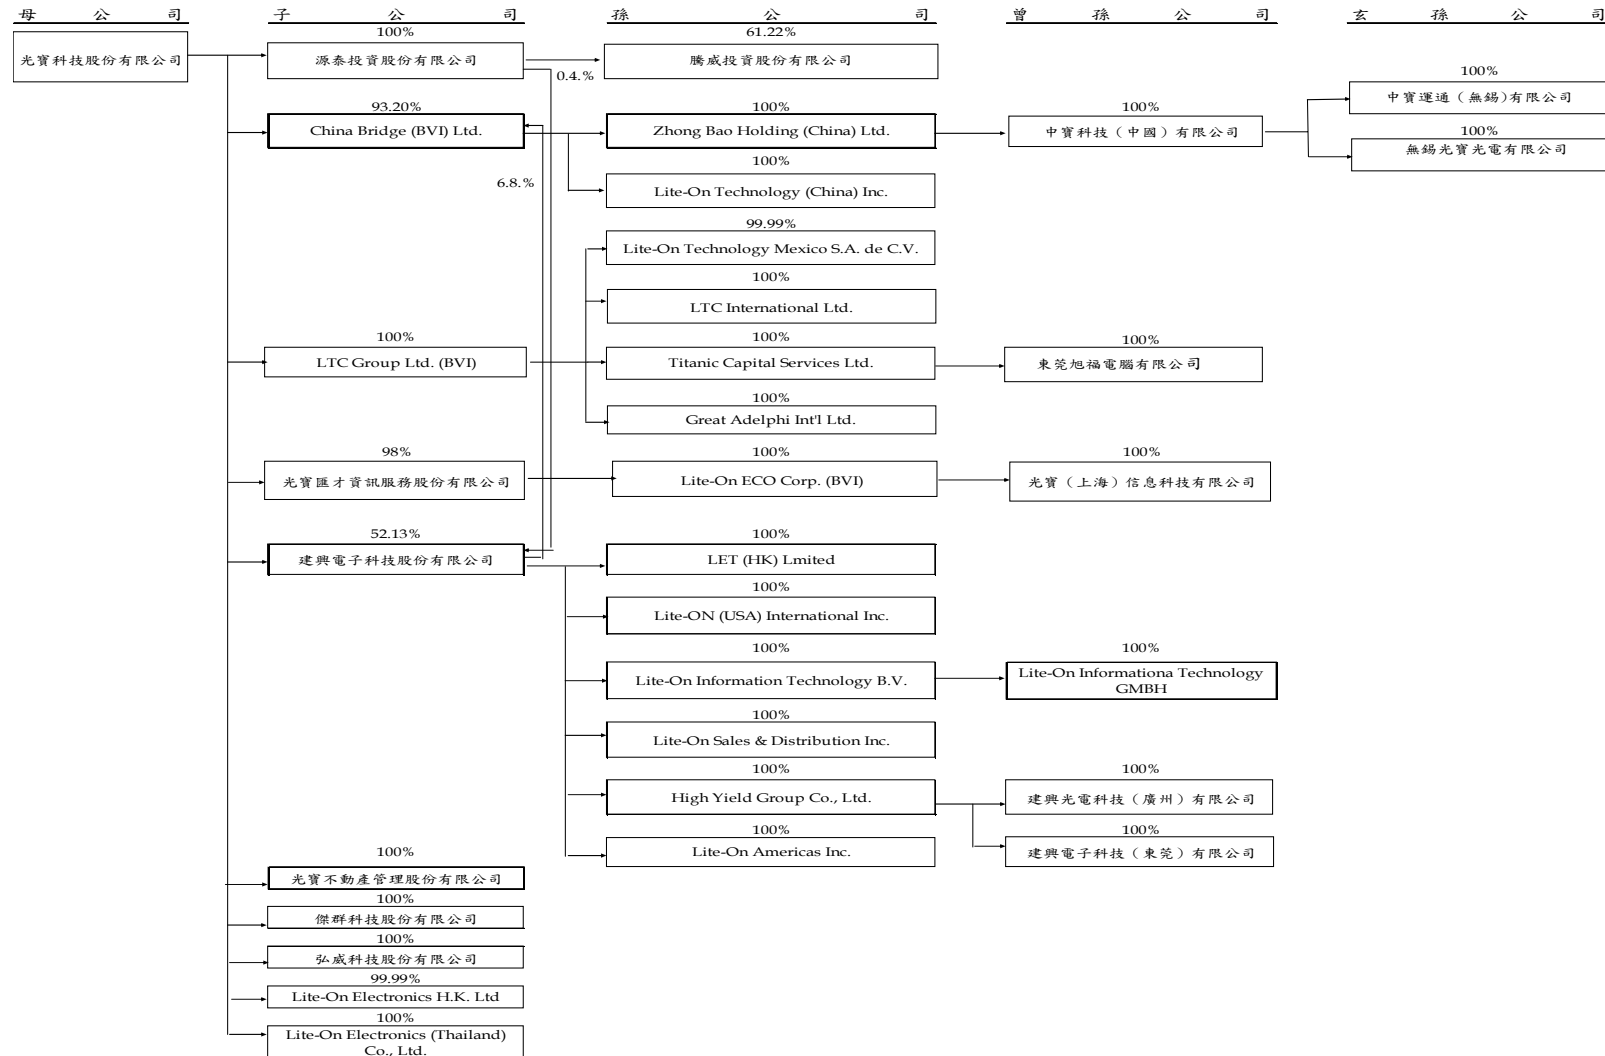 母公司 子公司 孫公司 曾孫公司 玄孫公司
光寶科技股份有限公司
100%
源泰投資股份有限公司
0.4.%
61.22%
騰威投資股份有限公司
93.20%
China Bridge (BVI) Ltd.
6.8.%
100%
Zhong Bao Holding (China) Ltd.
100%
中寶科技（中國）有限公司
100%
中寶運通（無錫)有限公司
100%
無錫光寶光電有限公司
100%
Lite-On Technology (China) Inc.
99.99%
Lite-On Technology Mexico S.A. de C.V.
100%
LTC International Ltd.
100%
LTC Group Ltd. (BVI)
100%
Titanic Capital Services Ltd.
100%
東莞旭福電腦有限公司
100%
Great Adelphi Int'l Ltd.
98%
光寶匯才資訊服務股份有限公司
100%
Lite-On ECO Corp. (BVI)
100%
光寶（上海）信息科技有限公司
52.13%
建興電子科技股份有限公司
100%
LET (HK) Lmited
100%
Lite-ON (USA) International Inc.
100%
Lite-On Information Technology B.V.
100%
Lite-On Informationa Technology
GMBH
100%
Lite-On Sales & Distribution Inc.
100%
High Yield Group Co., Ltd.
100%
建興光電科技（廣州）有限公司
100%
建興電子科技（東莞）有限公司
100%
Lite-On Americas Inc.
100%
光寶不動產管理股份有限公司
100%
傑群科技股份有限公司
100%
弘威科技股份有限公司
99.99%
Lite-On Electronics H.K. Ltd
100%
Lite-On Electronics (Thailand)
Co., Ltd.